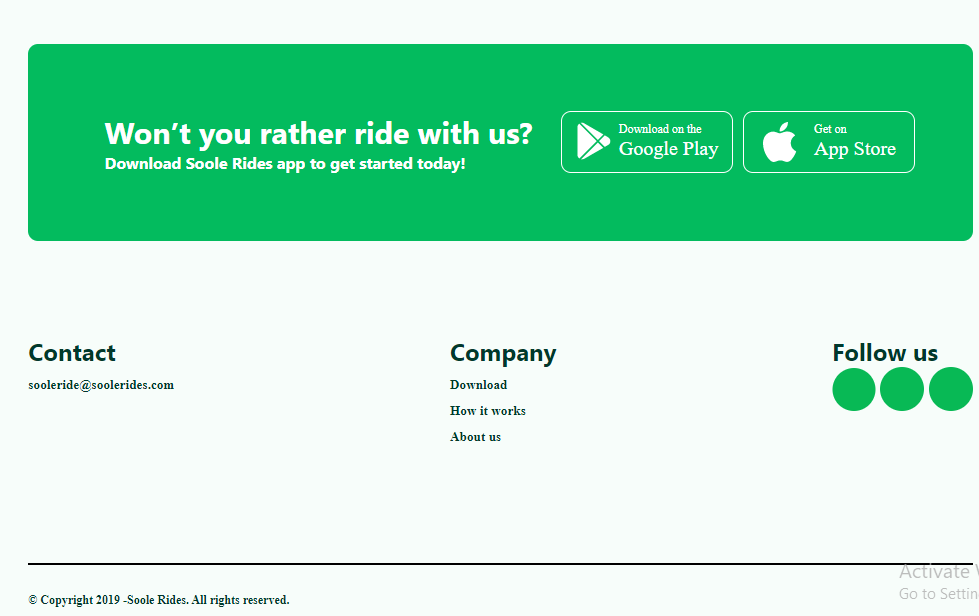 Won’t you rather ride with us?
Download Soole Rides app to get started today!
Download on the
Google Play
Get on
App Store
Contact
sooleride@soolerides.com
Company
Download
How it works
About us
Follow us
Activate
Go to Settin
© Copyright 2019 -Soole Rides. All rights reserved.